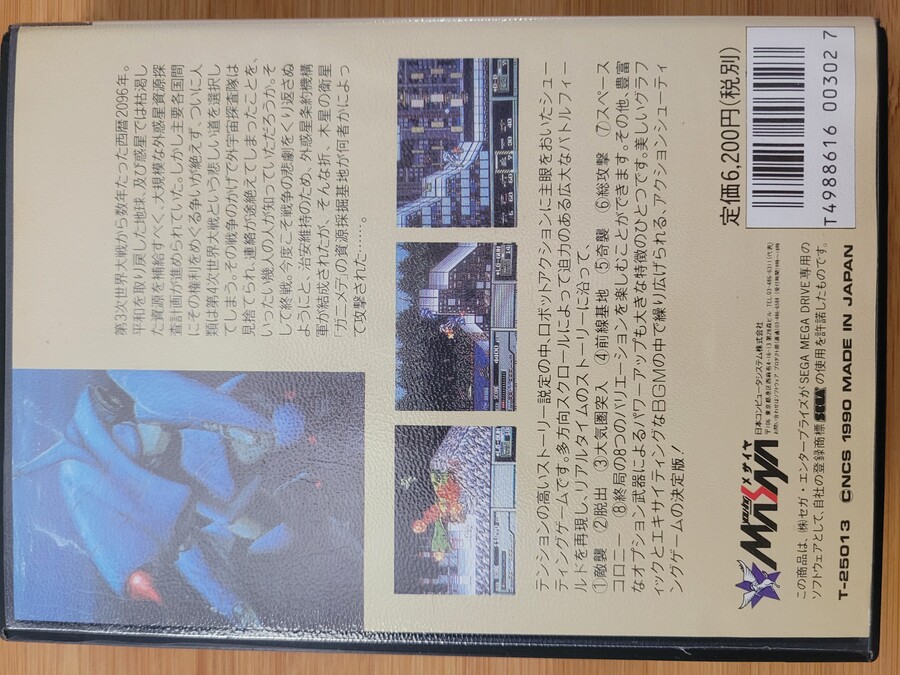 第3次世界大戦から数年たった西暦2096年。
平和を取り戻した地球、及び惑星では枯渇し
た資源を補給すべく、大規模な外惑星資源探
査計画が進められていた。しかし主要各国間
にその権利をめぐる争いが絶えず、ついに人
類は第4次世界大戦という悲しい道を選択し
てしまう。その戦争のかげで外宇宙探査隊は
見捨てられ、連絡が途絶えてしまったことを、
いったい幾人の人が知っていただろうか。そ
して終戦。今度こそ戦争の悲劇をくり返さぬ
ようにと、治安維持のため、外惑星条約機構
軍が結成されたが、そんな折、木星の衛星
「ガニメデ」の資源採掘基地が何者かによっ
て攻撃された……。
テンションの高いストーリー設定の中、ロボットアクションに主眼をおいたシュー
ティングゲームです。多方向スクロールによって迫力のある広大なバトルフィー
ルドを再現し、リアルタイムのストーリーに沿って、
①敵襲 ②脱出 ③大気圏突入 ④前線基地 ⑤奇襲 ⑥総攻撃 ⑦スペース
コロニー ⑧終局の8つのバリエーションを楽しむことができます。その他、豊富
なオプション武器によるパワーアップも大きな特徴のひとつです。美しいグラフ
ィックとエキサイティングなBGMの中で繰り広げられる、アクションシューティ
ングゲームの決定版!
定価6,200円(税別)
T4988616 003027
メサイヤ
MASAYA
日本コンピュータシステム株式会社
この商品は、(株)セガ・エンタープライゼスがSEGA MEGA DRIVE専用の
ソフトウェアとして、自社の登録商標SEGAの使用を許諾したものです。
T-25013 ©NCS 1990 MADE IN JAPAN